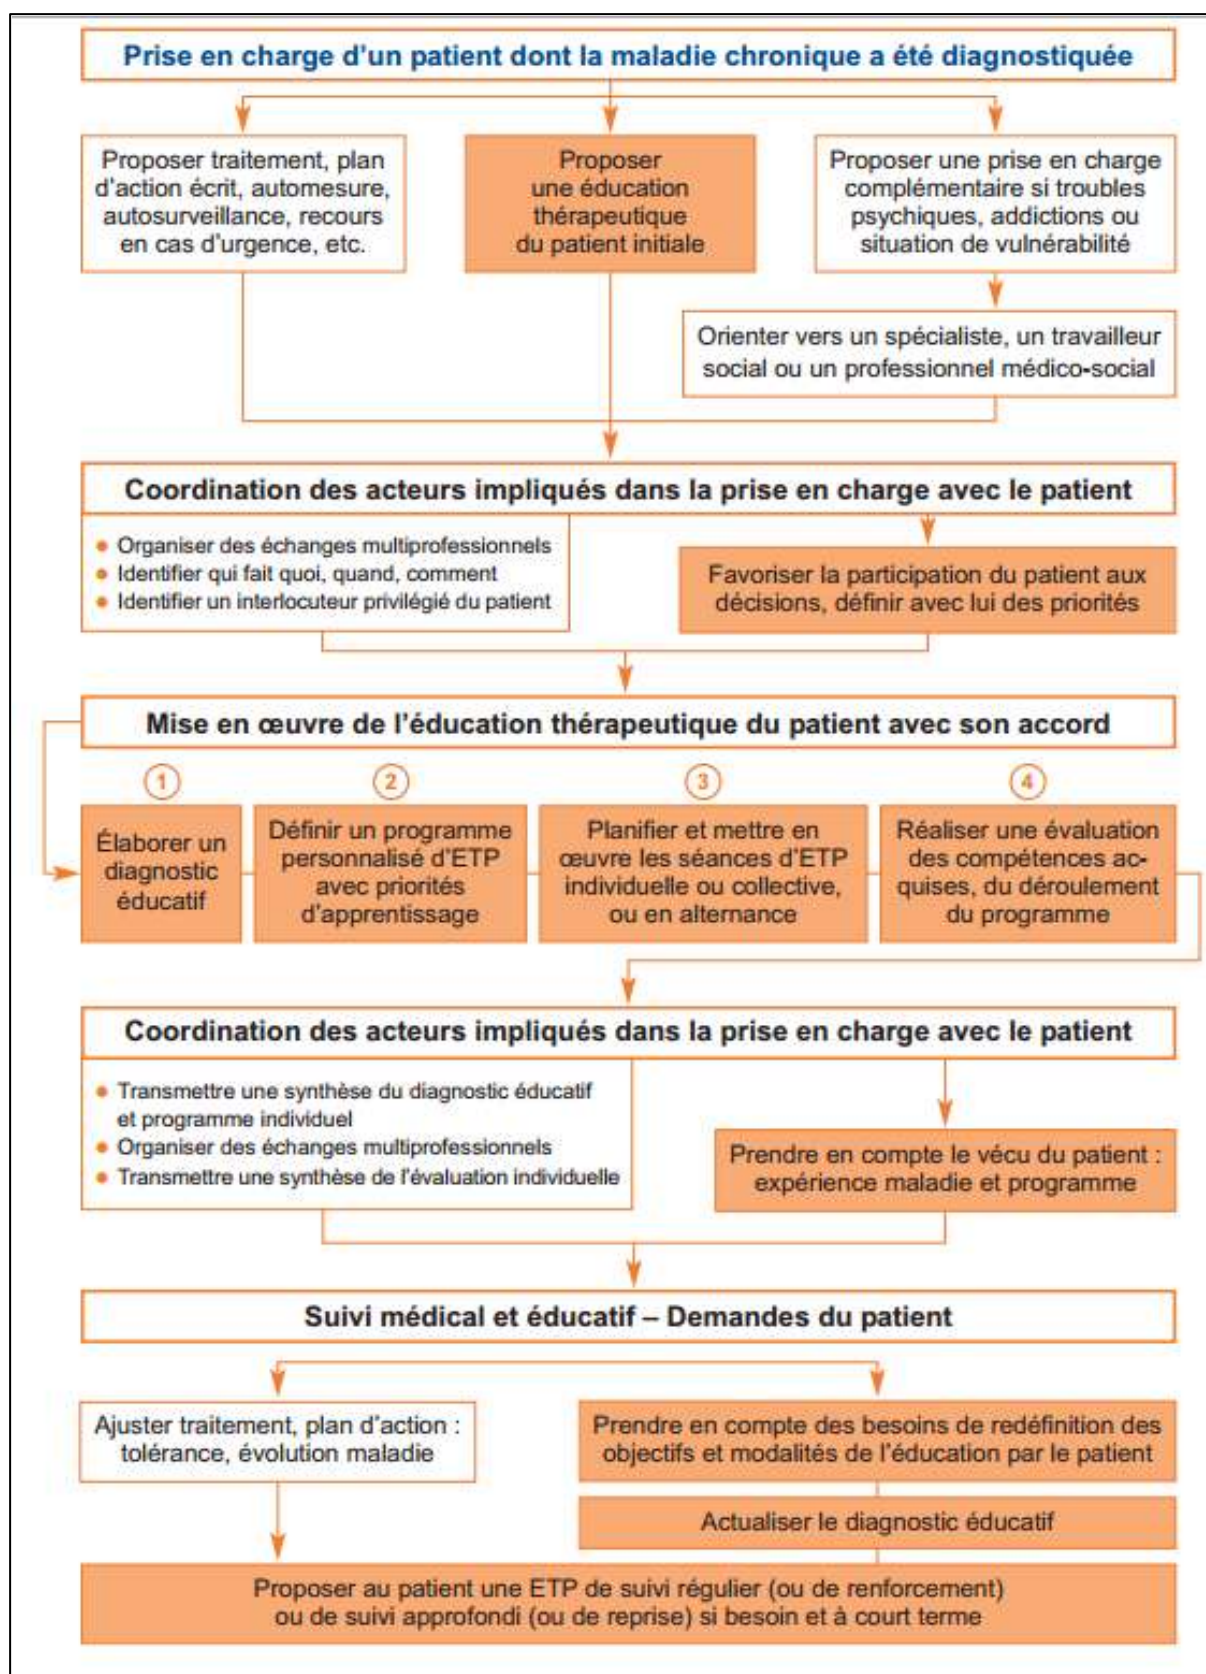 Prise en charge d'un patient dont la maladie chronique a été diagnostiquée
Proposer traitement, plan
d'action écrit, automesure,
autosurveillance, recours
en cas d'urgence, etc.
Proposer
une éducation
thérapeutique
du patient initiale
Proposer une prise en charge
complémentaire si troubles
psychiques, addictions ou
situation de vulnérabilité
Orienter vers un spécialiste, un travailleur
social ou un professionnel médico-social
Coordination des acteurs impliqués dans la prise en charge avec le patient
• Organiser des échanges multiprofessionnels
• Identifier qui fait quoi, quand, comment
• Identifier un interlocuteur privilégié du patient
Favoriser la participation du patient aux
décisions, définir avec lui des priorités
Mise en œuvre de l'éducation thérapeutique du patient avec son accord
1
Élaborer un
diagnostic
éducatif
2
Définir un programme
personnalisé d'ETP
avec priorités
d'apprentissage
3
Planifier et mettre en
œuvre les séances d'ETP
individuelle ou collective,
ou en alternance
4
Réaliser une évaluation
des compétences ac-
quises, du déroulement
du programme
Coordination des acteurs impliqués dans la prise en charge avec le patient
• Transmettre une synthèse du diagnostic éducatif
et programme individuel
• Organiser des échanges multiprofessionnels
• Transmettre une synthèse de l'évaluation individuelle
Prendre en compte le vécu du patient :
expérience maladie et programme
Suivi médical et éducatif – Demandes du patient
Ajuster traitement, plan d'action :
tolérance, évolution maladie
Prendre en compte des besoins de redéfinition des
objectifs et modalités de l'éducation par le patient
Actualiser le diagnostic éducatif
Proposer au patient une ETP de suivi régulier (ou de renforcement)
ou de suivi approfondi (ou de reprise) si besoin et à court terme